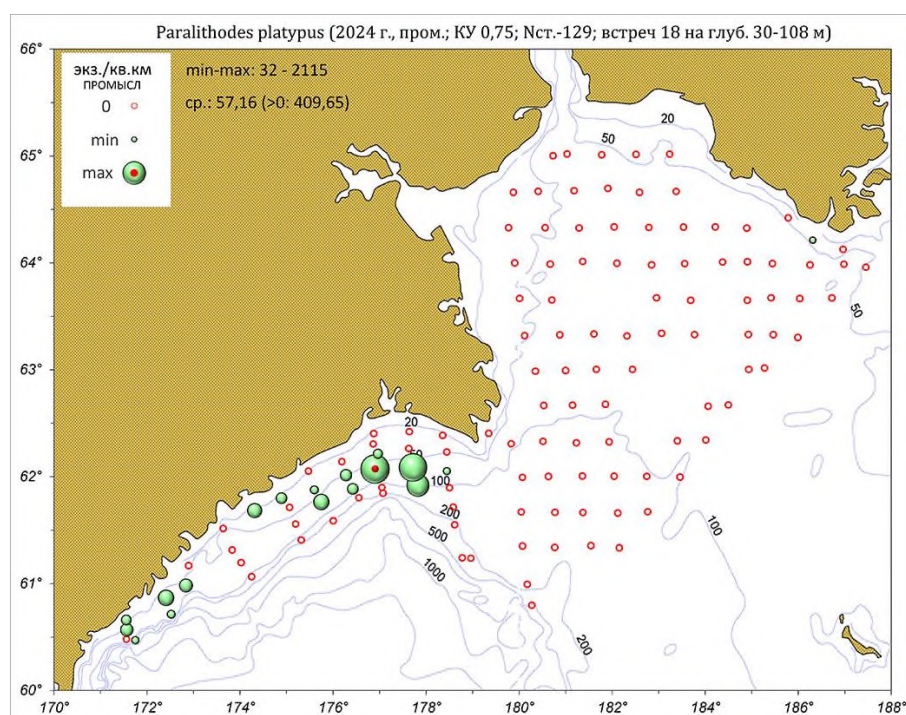 Paralithodes platypus (2024 г., пром.; КУ 0,75; Nст.-129; встреч 18 на глуб. 30-108 м)
66°
экз./кв.км
ПРОМЫСЛ
0
min
max
min-max: 32 - 2115
ср.: 57,16 (>0: 409,65)
20
50
65°
64°
50
63°
20
62°
100
200
500
1000
100
61°
200
60°
170° 172° 174° 176° 178° 180° 182° 184° 186° 188°